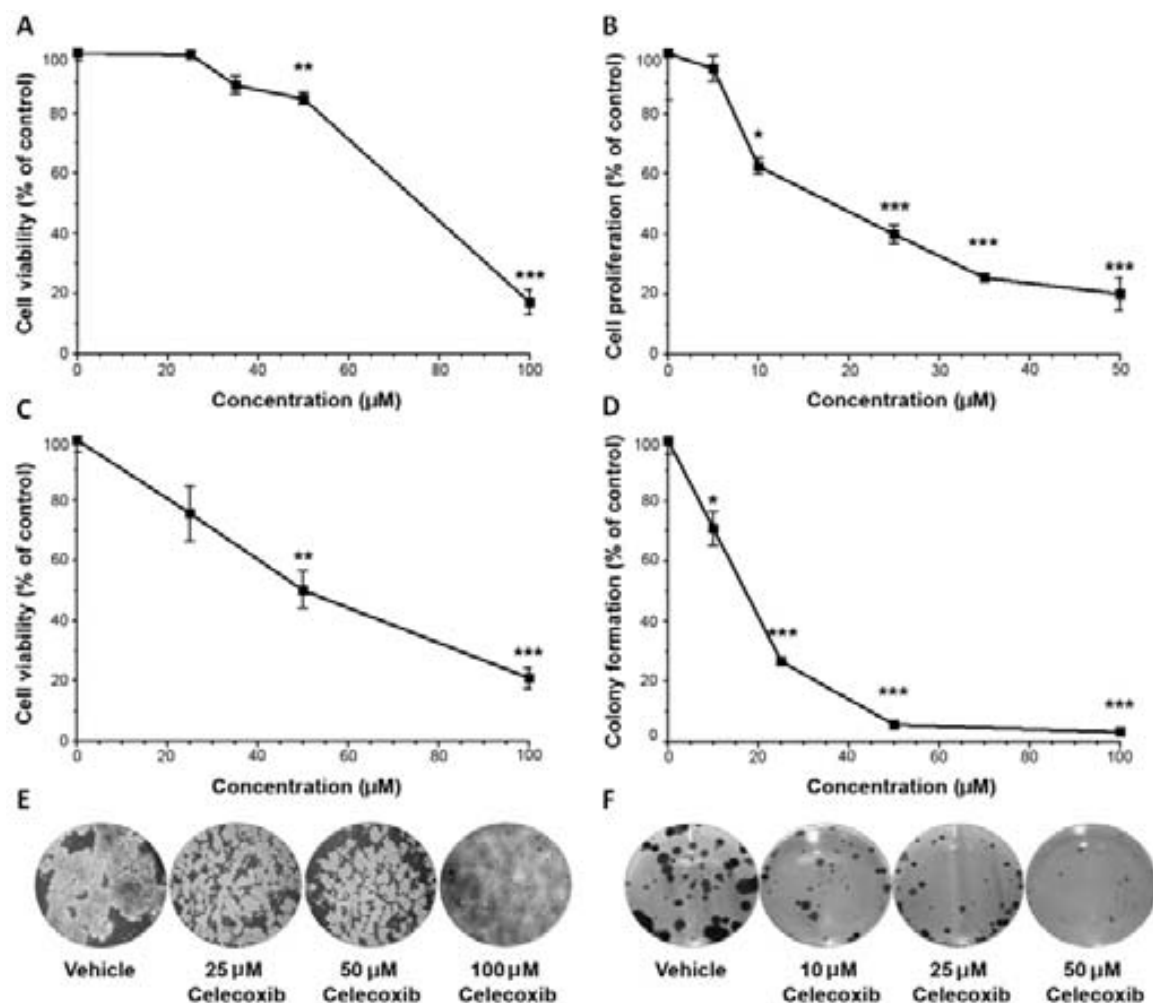 A
Cell viability (% of control)
100
80
60
40
20
0
**
***
0 20 40 60 80 100
Concentration (µM)
B
Cell proliferation (% of control)
100
80
60
40
20
0
*
***
***
***
0 10 20 30 40 50
Concentration (µM)
C
Cell viability (% of control)
100
80
60
40
20
0
**
***
0 20 40 60 80 100
Concentration (µM)
D
Colony formation (% of control)
100
80
60
40
20
0
*
***
***
***
0 20 40 60 80 100
Concentration (µM)
E
Vehicle
25 µM
Celecoxib
50 µM
Celecoxib
100 µM
Celecoxib
F
Vehicle
10 µM
Celecoxib
25 µM
Celecoxib
50 µM
Celecoxib